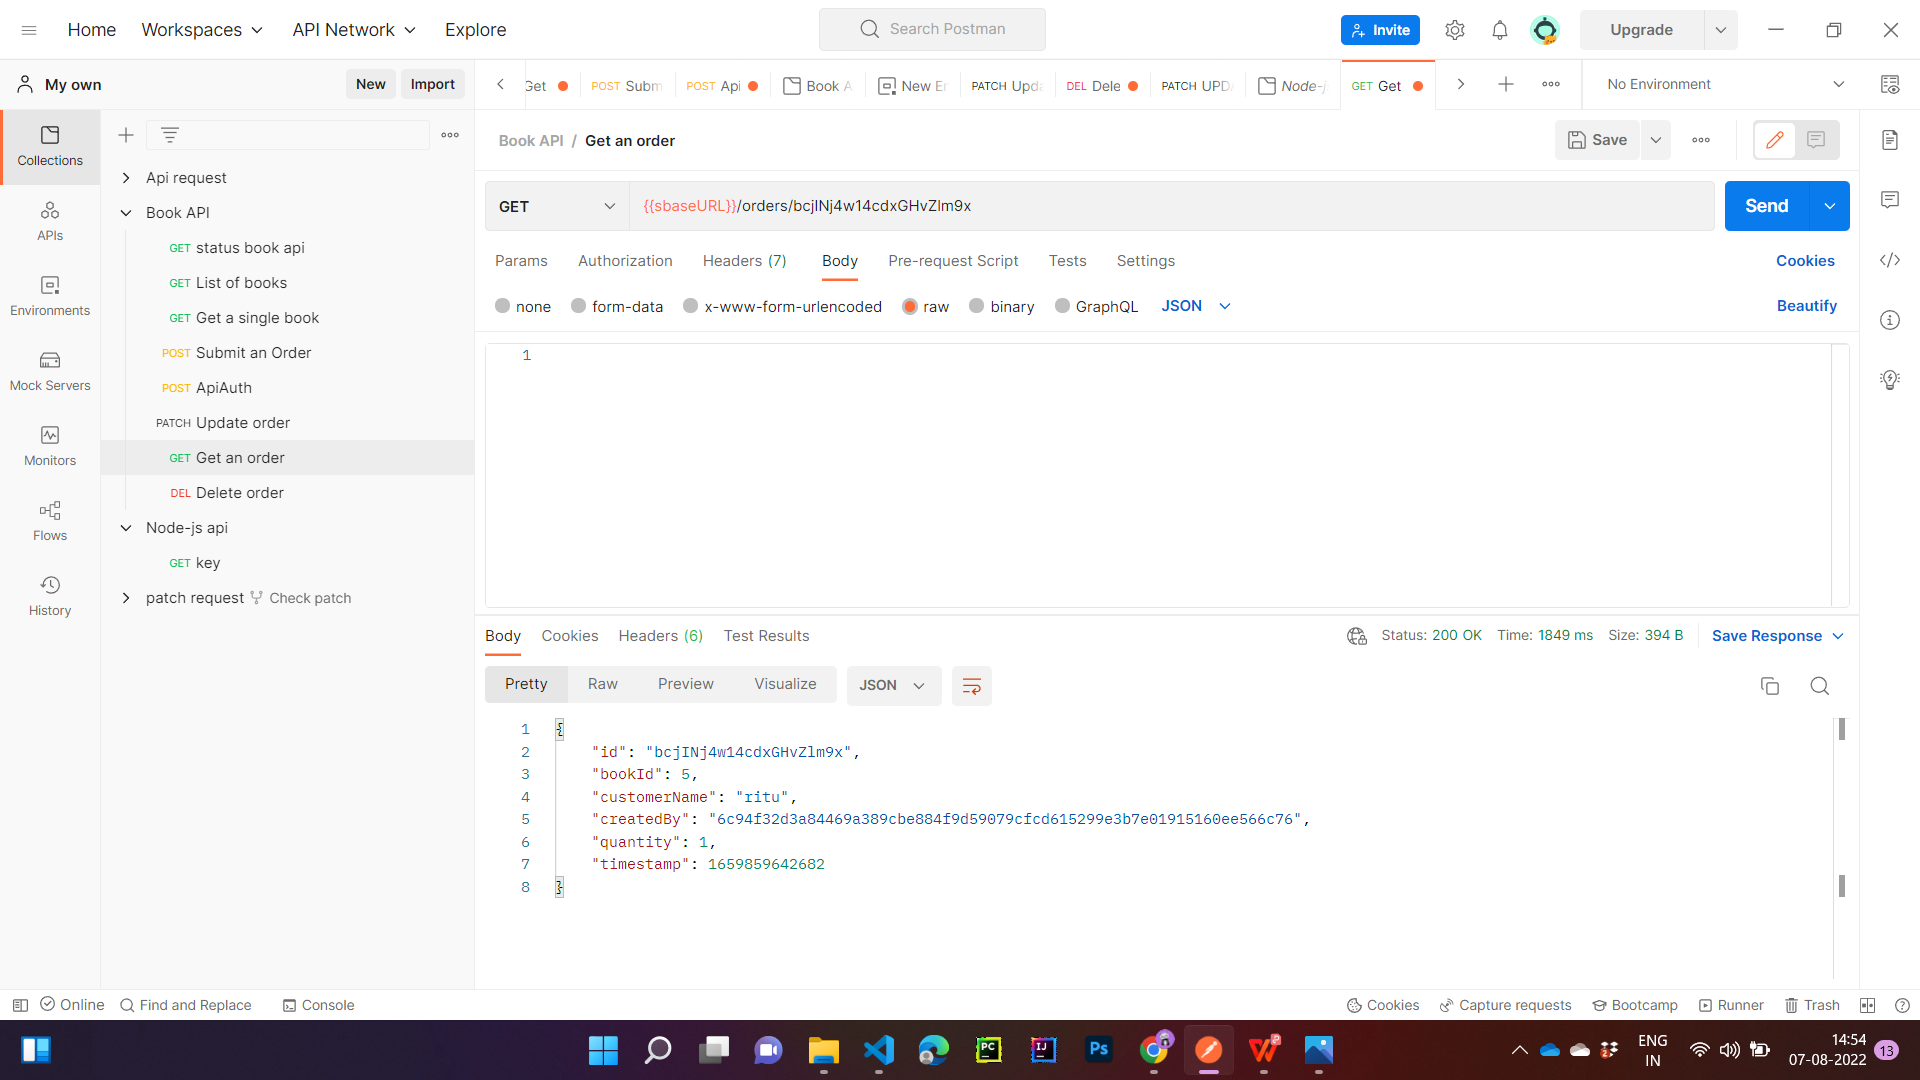 Home Workspaces API Network Explore Search Postman Invite Upgrade
My own New Import Get POST Subm POST Api Book A New En PATCH Upda DEL Dele PATCH UPD Node-j GET Get No Environment
Collections
APIs
Environments
Mock Servers
Monitors
Flows
History
Api request
Book API
GET status book api
GET List of books
GET Get a single book
POST Submit an Order
POST ApiAuth
PATCH Update order
GET Get an order
DEL Delete order
Node-js api
GET key
patch request Check patch
Book API / Get an order Save
GET {{sbaseURL}}/orders/bcjINj4w14cdxGHvZlm9x Send
Params Authorization Headers (7) Body Pre-request Script Tests Settings Cookies
none form-data x-www-form-urlencoded raw binary GraphQL JSON Beautify
1
Body Cookies Headers (6) Test Results Status: 200 OK Time: 1849 ms Size: 394 B Save Response
Pretty Raw Preview Visualize JSON
1 {
2 "id": "bcjINj4w14cdxGHvZlm9x",
3 "bookId": 5,
4 "customerName": "ritu",
5 "createdBy": "6c94f32d3a84469a389cbe884f9d59079cfcd615299e3b7e01915160ee566c76",
6 "quantity": 1,
7 "timestamp": 1659859642682
8 }
Online Find and Replace Console Cookies Capture requests Bootcamp Runner Trash
PC IJ Ps ENG 14:54
IN 07-08-2022 13